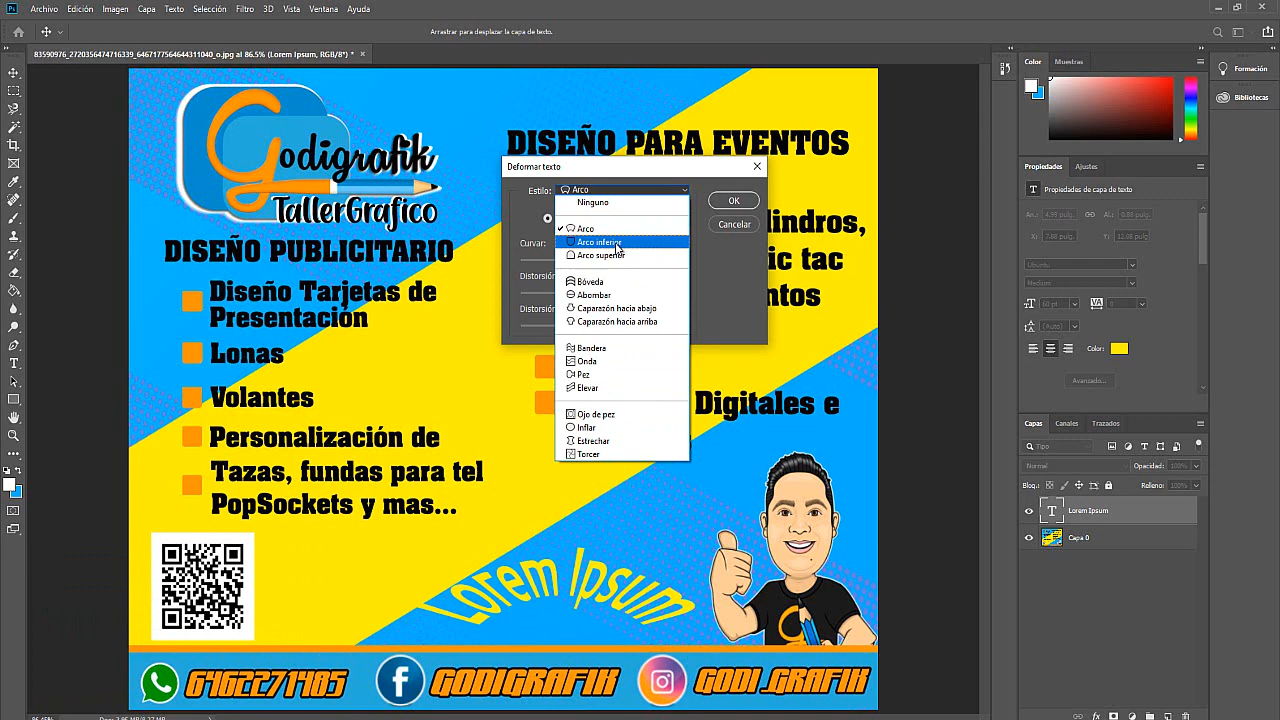 Archivo Edición Imagen Capa Texto Selección Filtro 3D Vista Ventana Ayuda
Arrastrar para desplazar la capa de texto.
83590976_2720356474716339_6467177564644311040_o.jpg al 86.5% (Lorem Ipsum, RGB/8*) *
Godigrafik
TallerGrafico
DISEÑO PUBLICITARIO
Diseño Tarjetas de
Presentación
Lonas
Volantes
Personalización de
Tazas, fundas para tel
PopSockets y mas...
DISEÑO PARA EVENTOS
lindros,
ic tac
ntos
Digitales e
Lorem Ipsum
6462271485
GODIGRAFIK
GODI_GRAFIK
Deformar texto
Estilo: Arco
OK
Cancelar
Curvar:
Distorsión
Distorsión
Ninguno
Arco
Arco inferior
Arco superior
Bóveda
Abombar
Caparazón hacia abajo
Caparazón hacia arriba
Bandera
Onda
Pez
Elevar
Ojo de pez
Inflar
Estrechar
Torcer
Color Muestras
Formación
Bibliotecas
Propiedades Ajustes
Propiedades de capa de texto
An.: 4.99 pulg. Al.: 0.88 pulg.
X: 7.88 pulg. Y: 12.08 pulg.
Ubuntu
Medium
60 pt 0
(Auto)
Color:
Avanzado...
Capas Canales Trazados
Tipo
Normal Opacidad: 100%
Bloq.: Relleno: 100%
Lorem Ipsum
Capa 0